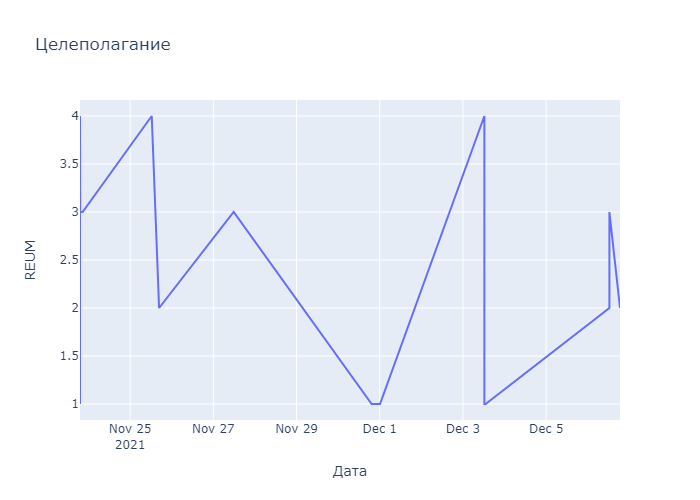 Целеполагание
REUM
4
3.5
3
2.5
2
1.5
1
Nov 25
2021
Nov 27
Nov 29
Dec 1
Dec 3
Dec 5
Дата